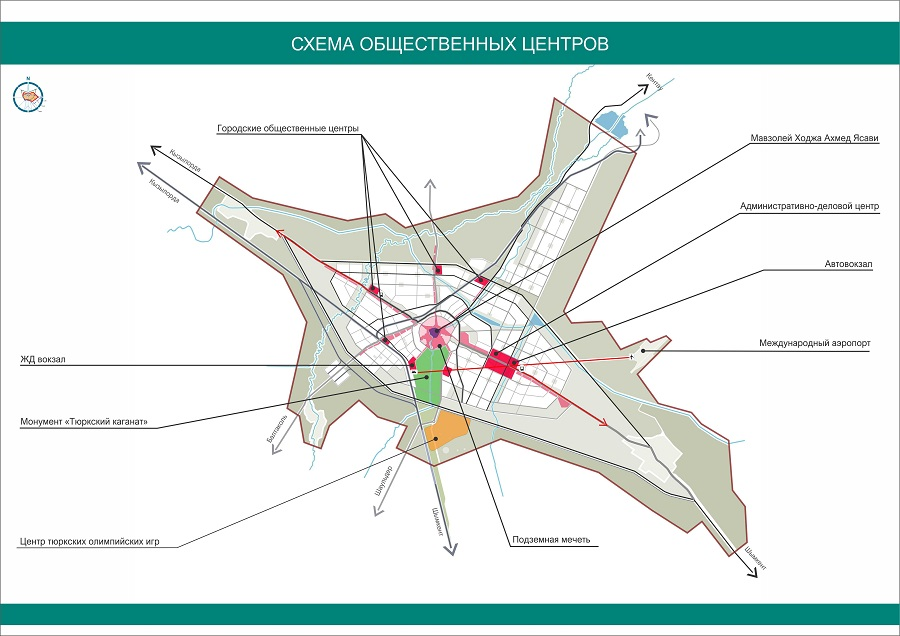 СХЕМА ОБЩЕСТВЕННЫХ ЦЕНТРОВ
N
Кентау
Городские общественные центры
Мавзолей Ходжа Ахмед Ясави
Кызылорда
Кызылорда
Административно-деловой центр
Автовокзал
Международный аэропорт
ЖД вокзал
Монумент «Тюркский каганат»
Балтаколь
Шаульдер
Шымкент
Центр тюркских олимпийских игр
Подземная мечеть
Шымкент